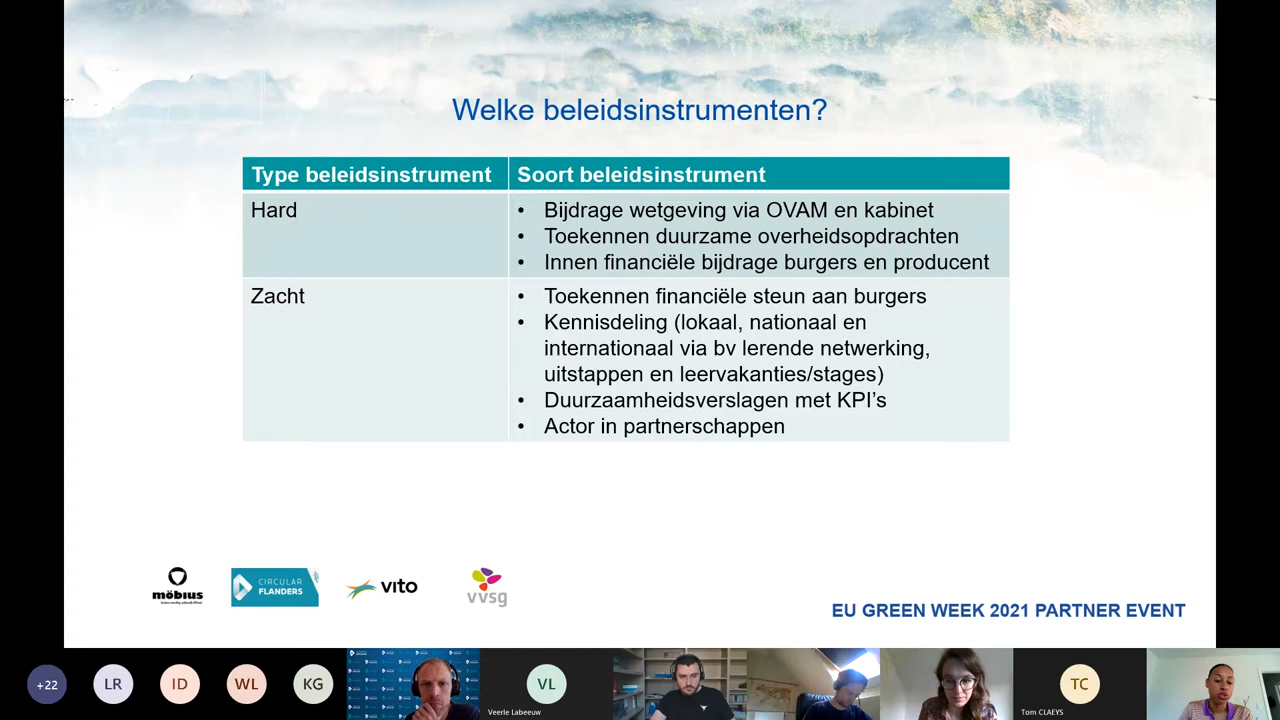 Welke beleidsinstrumenten?
Type beleidsinstrument
Soort beleidsinstrument
Hard
• Bijdrage wetgeving via OVAM en kabinet
• Toekennen duurzame overheidsopdrachten
• Innen financiële bijdrage burgers en producent
Zacht
• Toekennen financiële steun aan burgers
• Kennisdeling (lokaal, nationaal en
internationaal via bv lerende netwerking,
uitstappen en leervakanties/stages)
• Duurzaamheidsverslagen met KPI's
• Actor in partnerschappen
möbius
CIRCULAR
FLANDERS
vito
vvsg
EU GREEN WEEK 2021 PARTNER EVENT
+22
LR
ID
WL
KG
VL
Veerle Labeeuw
TC
Tom CLAEYS